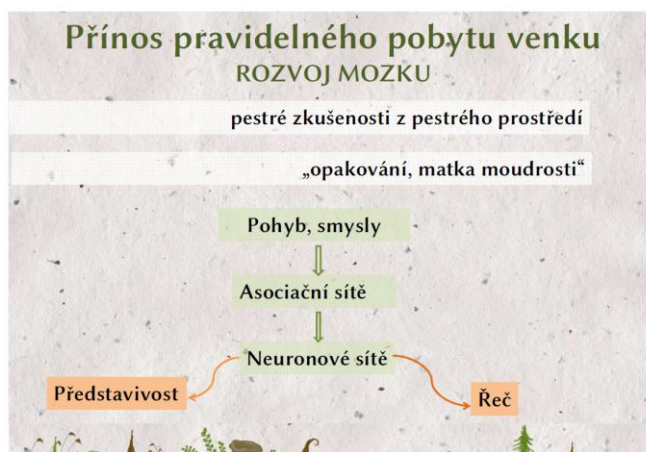 Přínos pravidelného pobytu venku
ROZVOJ MOZKU
pestré zkušenosti z pestrého prostředí
„opakování, matka moudrosti“
Pohyb, smysly
Asociační sítě
Neuronové sítě
Představivost
Řeč